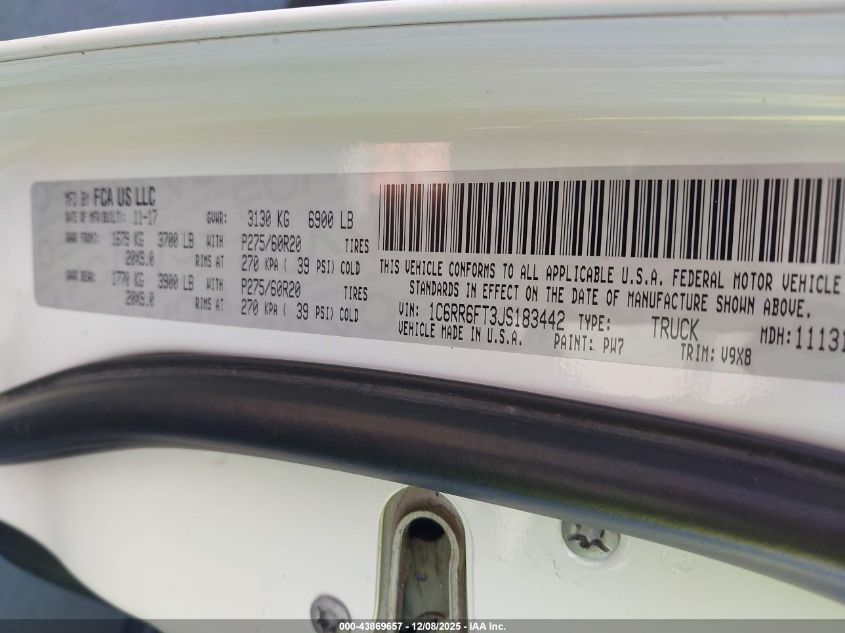 MFD BY FCA US LLC
DATE OF MFR(BUILT): 11-17 GVWR: 3130 KG 6900 LB
GAWR FRONT: 1679 KG 3700 LB WITH P275/60R20 TIRES
20X9.0 RIMS AT 270 KPA ( 39 PSI) COLD
GAWR REAR: 1770 KG 3900 LB WITH P275/60R20 TIRES
20X9.0 RIMS AT 270 KPA ( 39 PSI) COLD
THIS VEHICLE CONFORMS TO ALL APPLICABLE U.S.A. FEDERAL MOTOR VEHICLE
STANDARDS IN EFFECT ON THE DATE OF MANUFACTURE SHOWN ABOVE.
VIN: 1C6RR6FT3JS183442 TYPE: TRUCK MDH: 11131
VEHICLE MADE IN U.S.A. PAINT: PW7 TRIM: V9X8
000-43869657 - 12/08/2025 - IAA Inc.